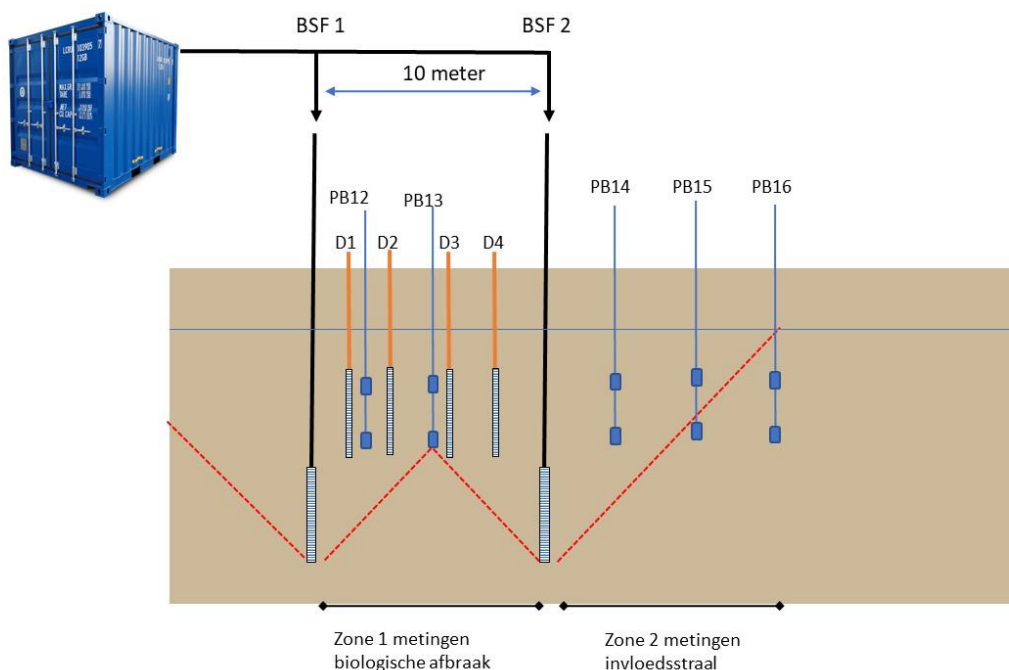 BSF 1
BSF 2
10 meter
PB12
PB13
PB14
PB15
PB16
D1
D2
D3
D4
Zone 1 metingen
biologische afbraak
Zone 2 metingen
invloedsstraal